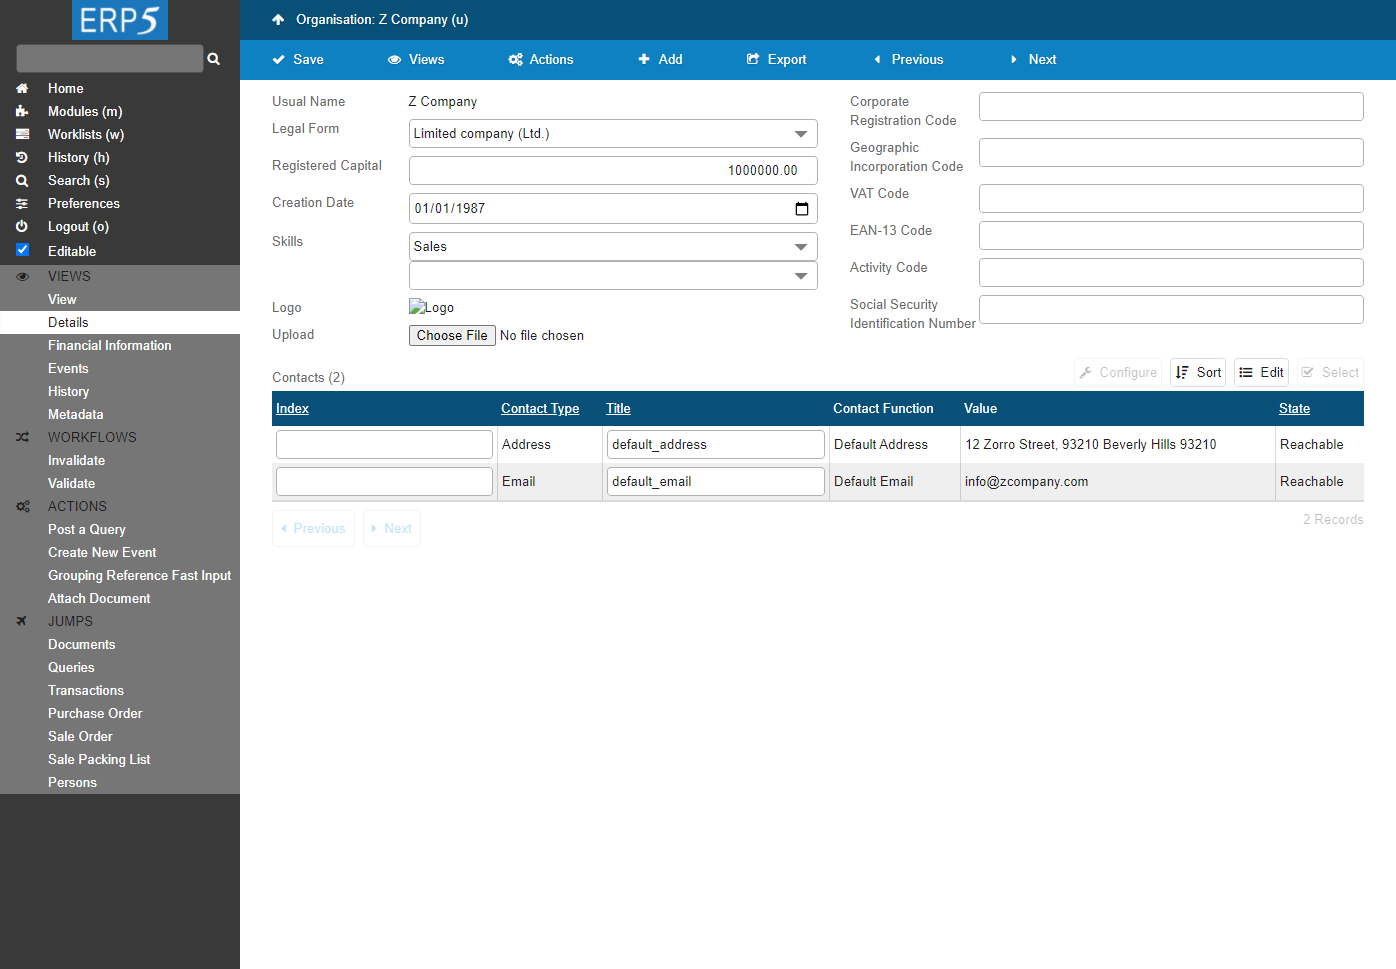 ERP5
Home
Modules (m)
Worklists (w)
History (h)
Search (s)
Preferences
Logout (o)
Editable
VIEWS
View
Details
Financial Information
Events
History
Metadata
WORKFLOWS
Invalidate
Validate
ACTIONS
Post a Query
Create New Event
Grouping Reference Fast Input
Attach Document
JUMPS
Documents
Queries
Transactions
Purchase Order
Sale Order
Sale Packing List
Persons
Organisation: Z Company (u)
Save Views Actions Add Export Previous Next
Usual Name Z Company
Legal Form Limited company (Ltd.)
Registered Capital 1000000.00
Creation Date 01/01/1987
Skills Sales
Logo Logo
Upload Choose File No file chosen
Corporate
Registration Code
Geographic
Incorporation Code
VAT Code
EAN-13 Code
Activity Code
Social Security
Identification Number
Contacts (2) Configure Sort Edit Select
Index Contact Type Title Contact Function Value State
Address default_address Default Address 12 Zorro Street, 93210 Beverly Hills 93210 Reachable
Email default_email Default Email info@zcompany.com Reachable
Previous Next 2 Records